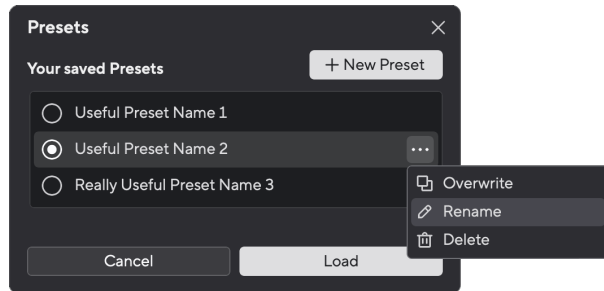 Presets
Your saved Presets
+ New Preset
Useful Preset Name 1
Useful Preset Name 2
Really Useful Preset Name 3
Overwrite
Rename
Delete
Cancel
Load